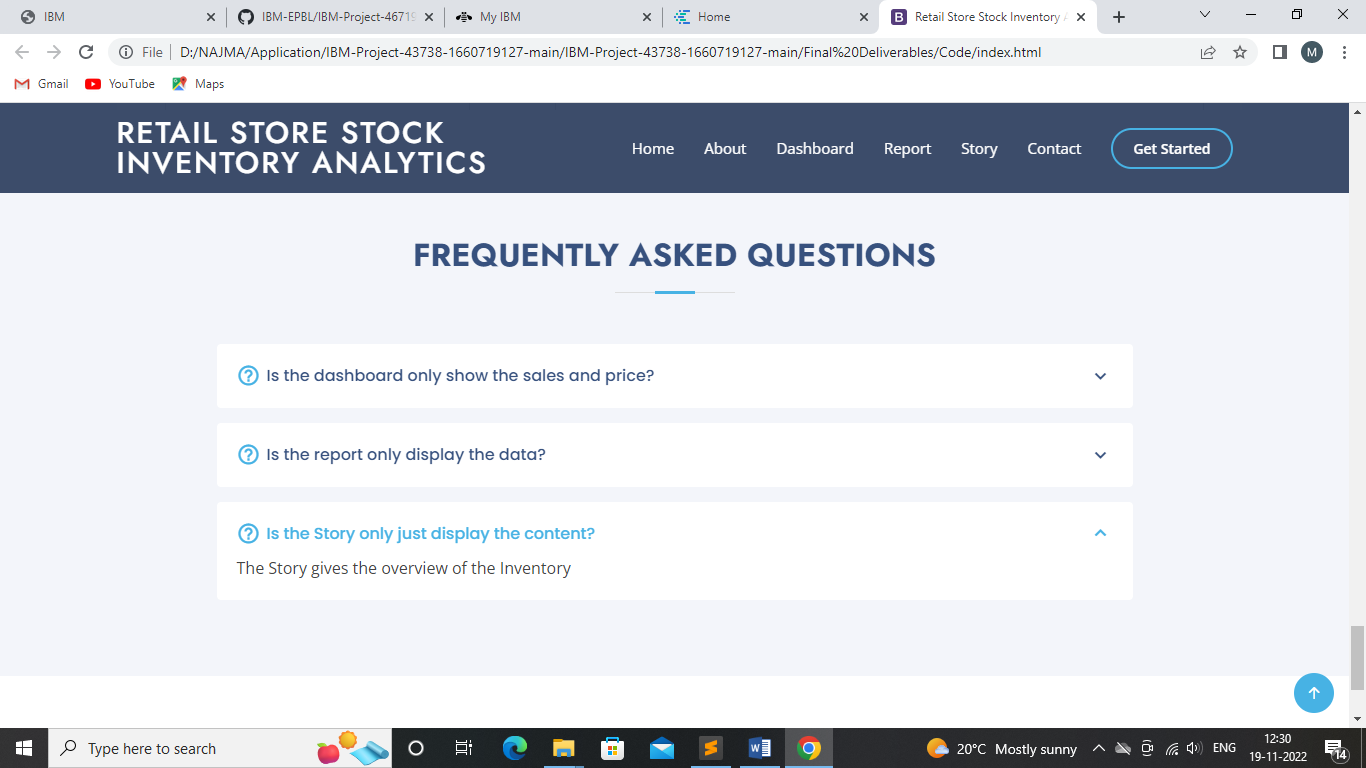 IBM
IBM-EPBL/IBM-Project-46719
My IBM
Home
Retail Store Stock Inventory A
File
D:/NAJMA/Application/IBM-Project-43738-1660719127-main/IBM-Project-43738-1660719127-main/Final%20Deliverables/Code/index.html
M
Gmail
YouTube
Maps
RETAIL STORE STOCK
INVENTORY ANALYTICS
Home
About
Dashboard
Report
Story
Contact
Get Started
FREQUENTLY ASKED QUESTIONS
Is the dashboard only show the sales and price?
Is the report only display the data?
Is the Story only just display the content?
The Story gives the overview of the Inventory
Type here to search
20°C Mostly sunny
ENG
12:30
19-11-2022
14